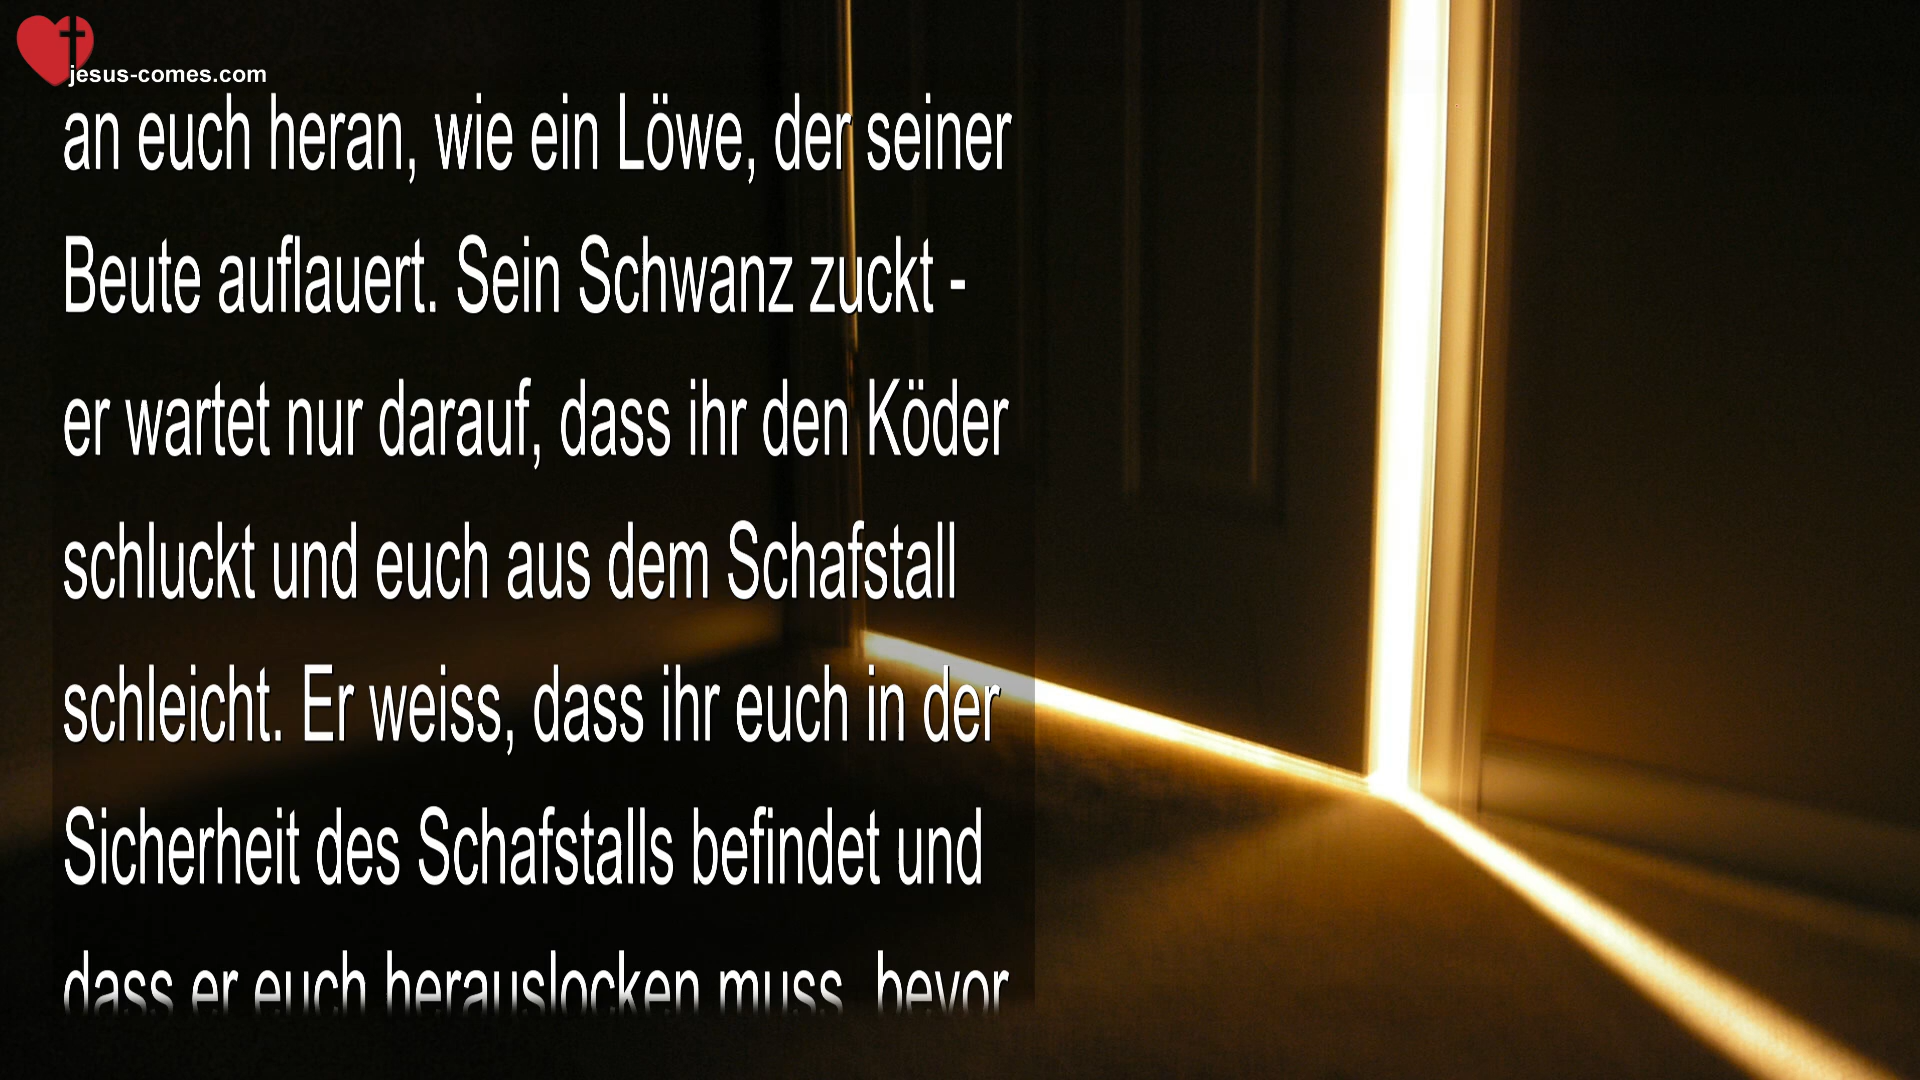 jesus-comes.com
an euch heran, wie ein Löwe, der seiner
Beute auflauert. Sein Schwanz zuckt -
er wartet nur darauf, dass ihr den Köder
schluckt und euch aus dem Schafstall
schleicht. Er weiss, dass ihr euch in der
Sicherheit des Schafstalls befindet und
dass er euch herauslocken muss, bevor